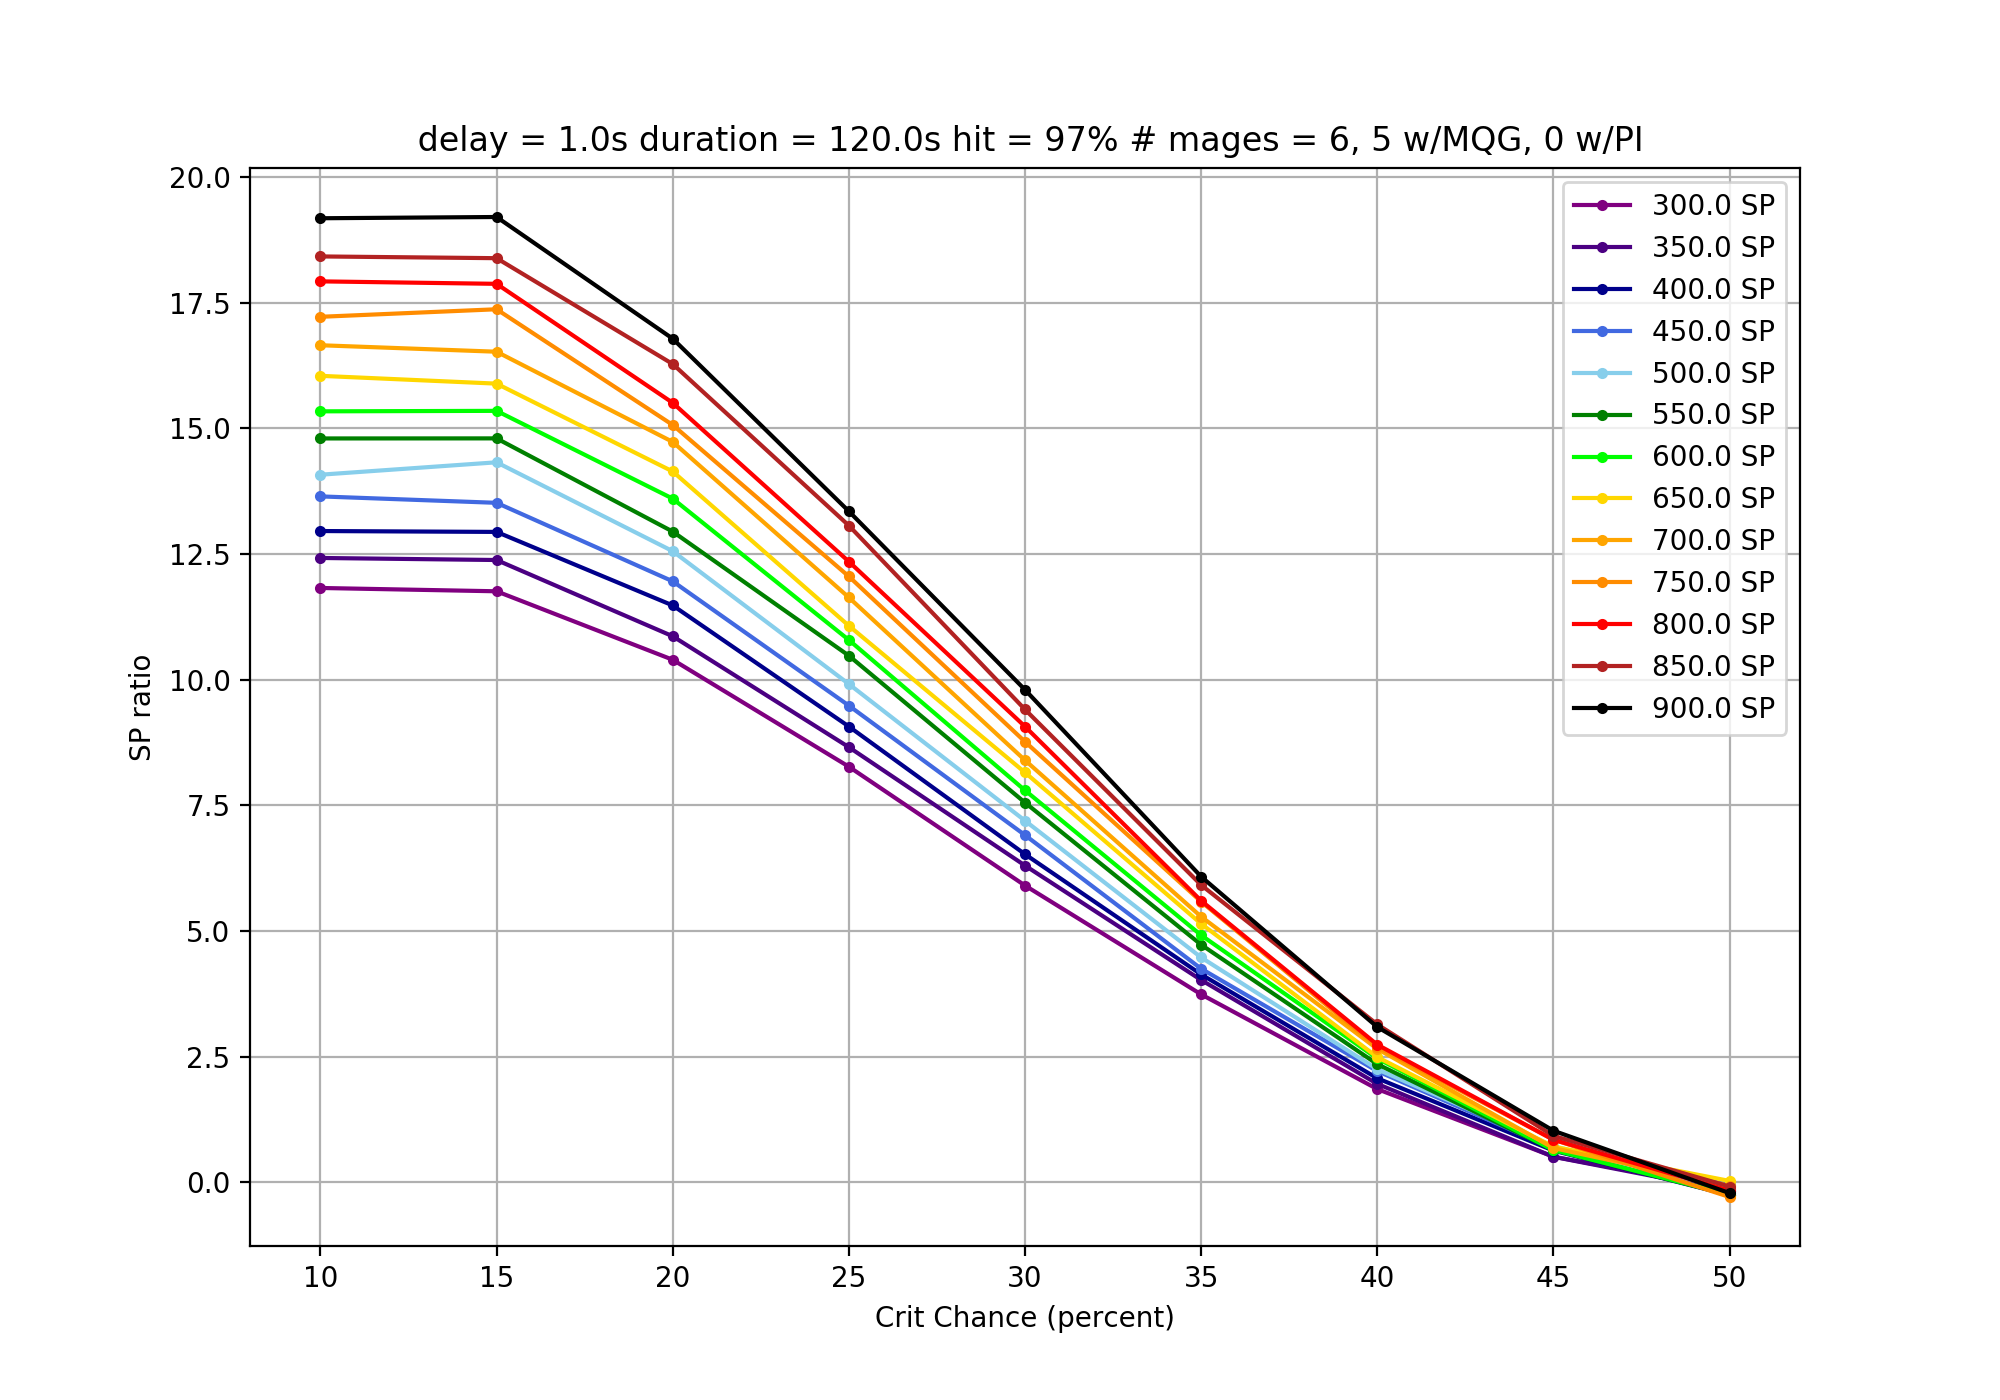 delay = 1.0s duration = 120.0s hit = 97% # mages = 6, 5 w/MQG, 0 w/PI
20.0
17.5
15.0
12.5
10.0
7.5
5.0
2.5
0.0
SP ratio
300.0 SP
350.0 SP
400.0 SP
450.0 SP
500.0 SP
550.0 SP
600.0 SP
650.0 SP
700.0 SP
750.0 SP
800.0 SP
850.0 SP
900.0 SP
10 15 20 25 30 35 40 45 50
Crit Chance (percent)